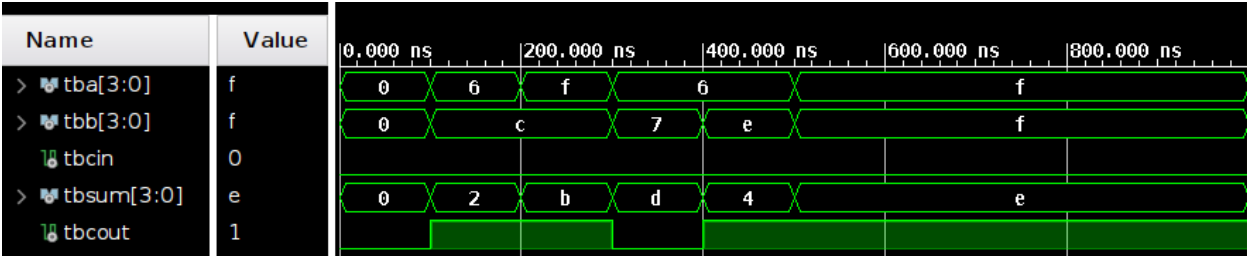 Name Value 0.000 ns 200.000 ns 400.000 ns 600.000 ns 800.000 ns
tba[3:0] f 0 6 f 6 f
tbb[3:0] f 0 c 7 e f
tbcin 0
tbsum[3:0] e 0 2 b d 4 e
tbcout 1